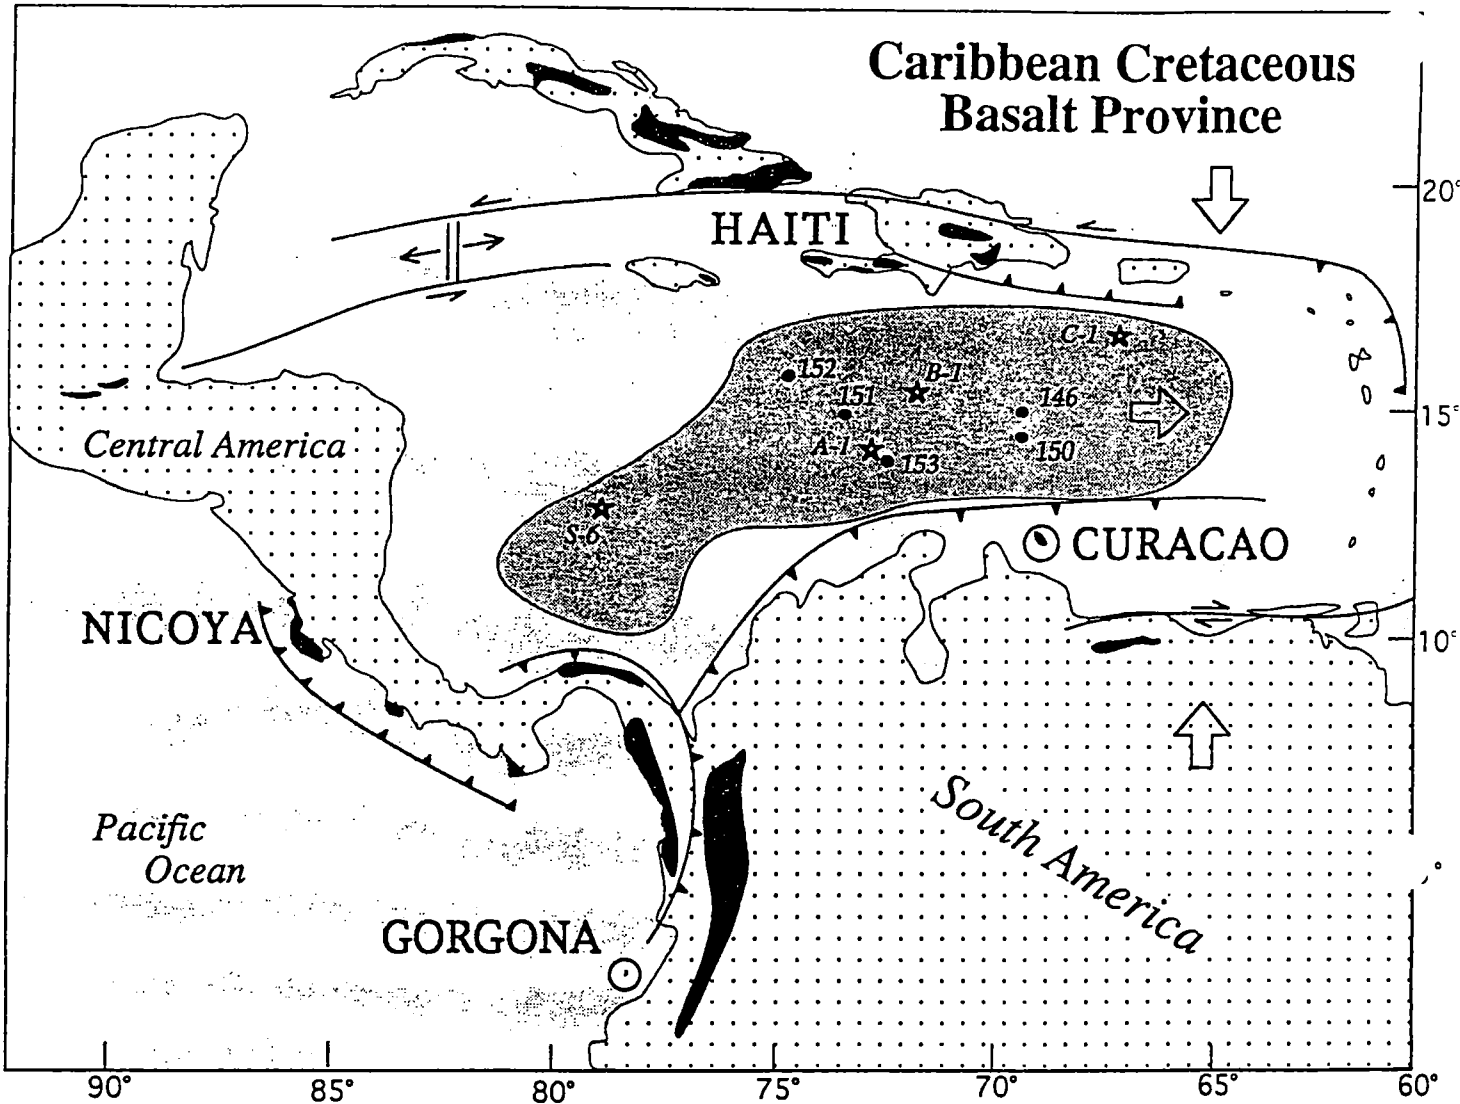 Caribbean Cretaceous
Basalt Province
20°
HAITI
C-1
152
B-1
151
146
15°
Central America
A-1
153
150
S-6
CURACAO
NICOYA
10°
South America
Pacific
Ocean
GORGONA
90°
85°
80°
75°
70°
65°
60°